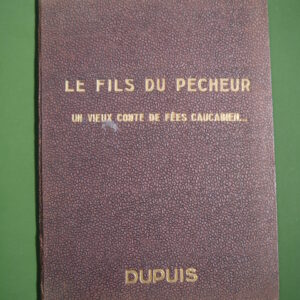 LE FILS DU PECHEUR
UN VIEUX CONTE DE FÉES CAUCASIEN...
DUPUIS